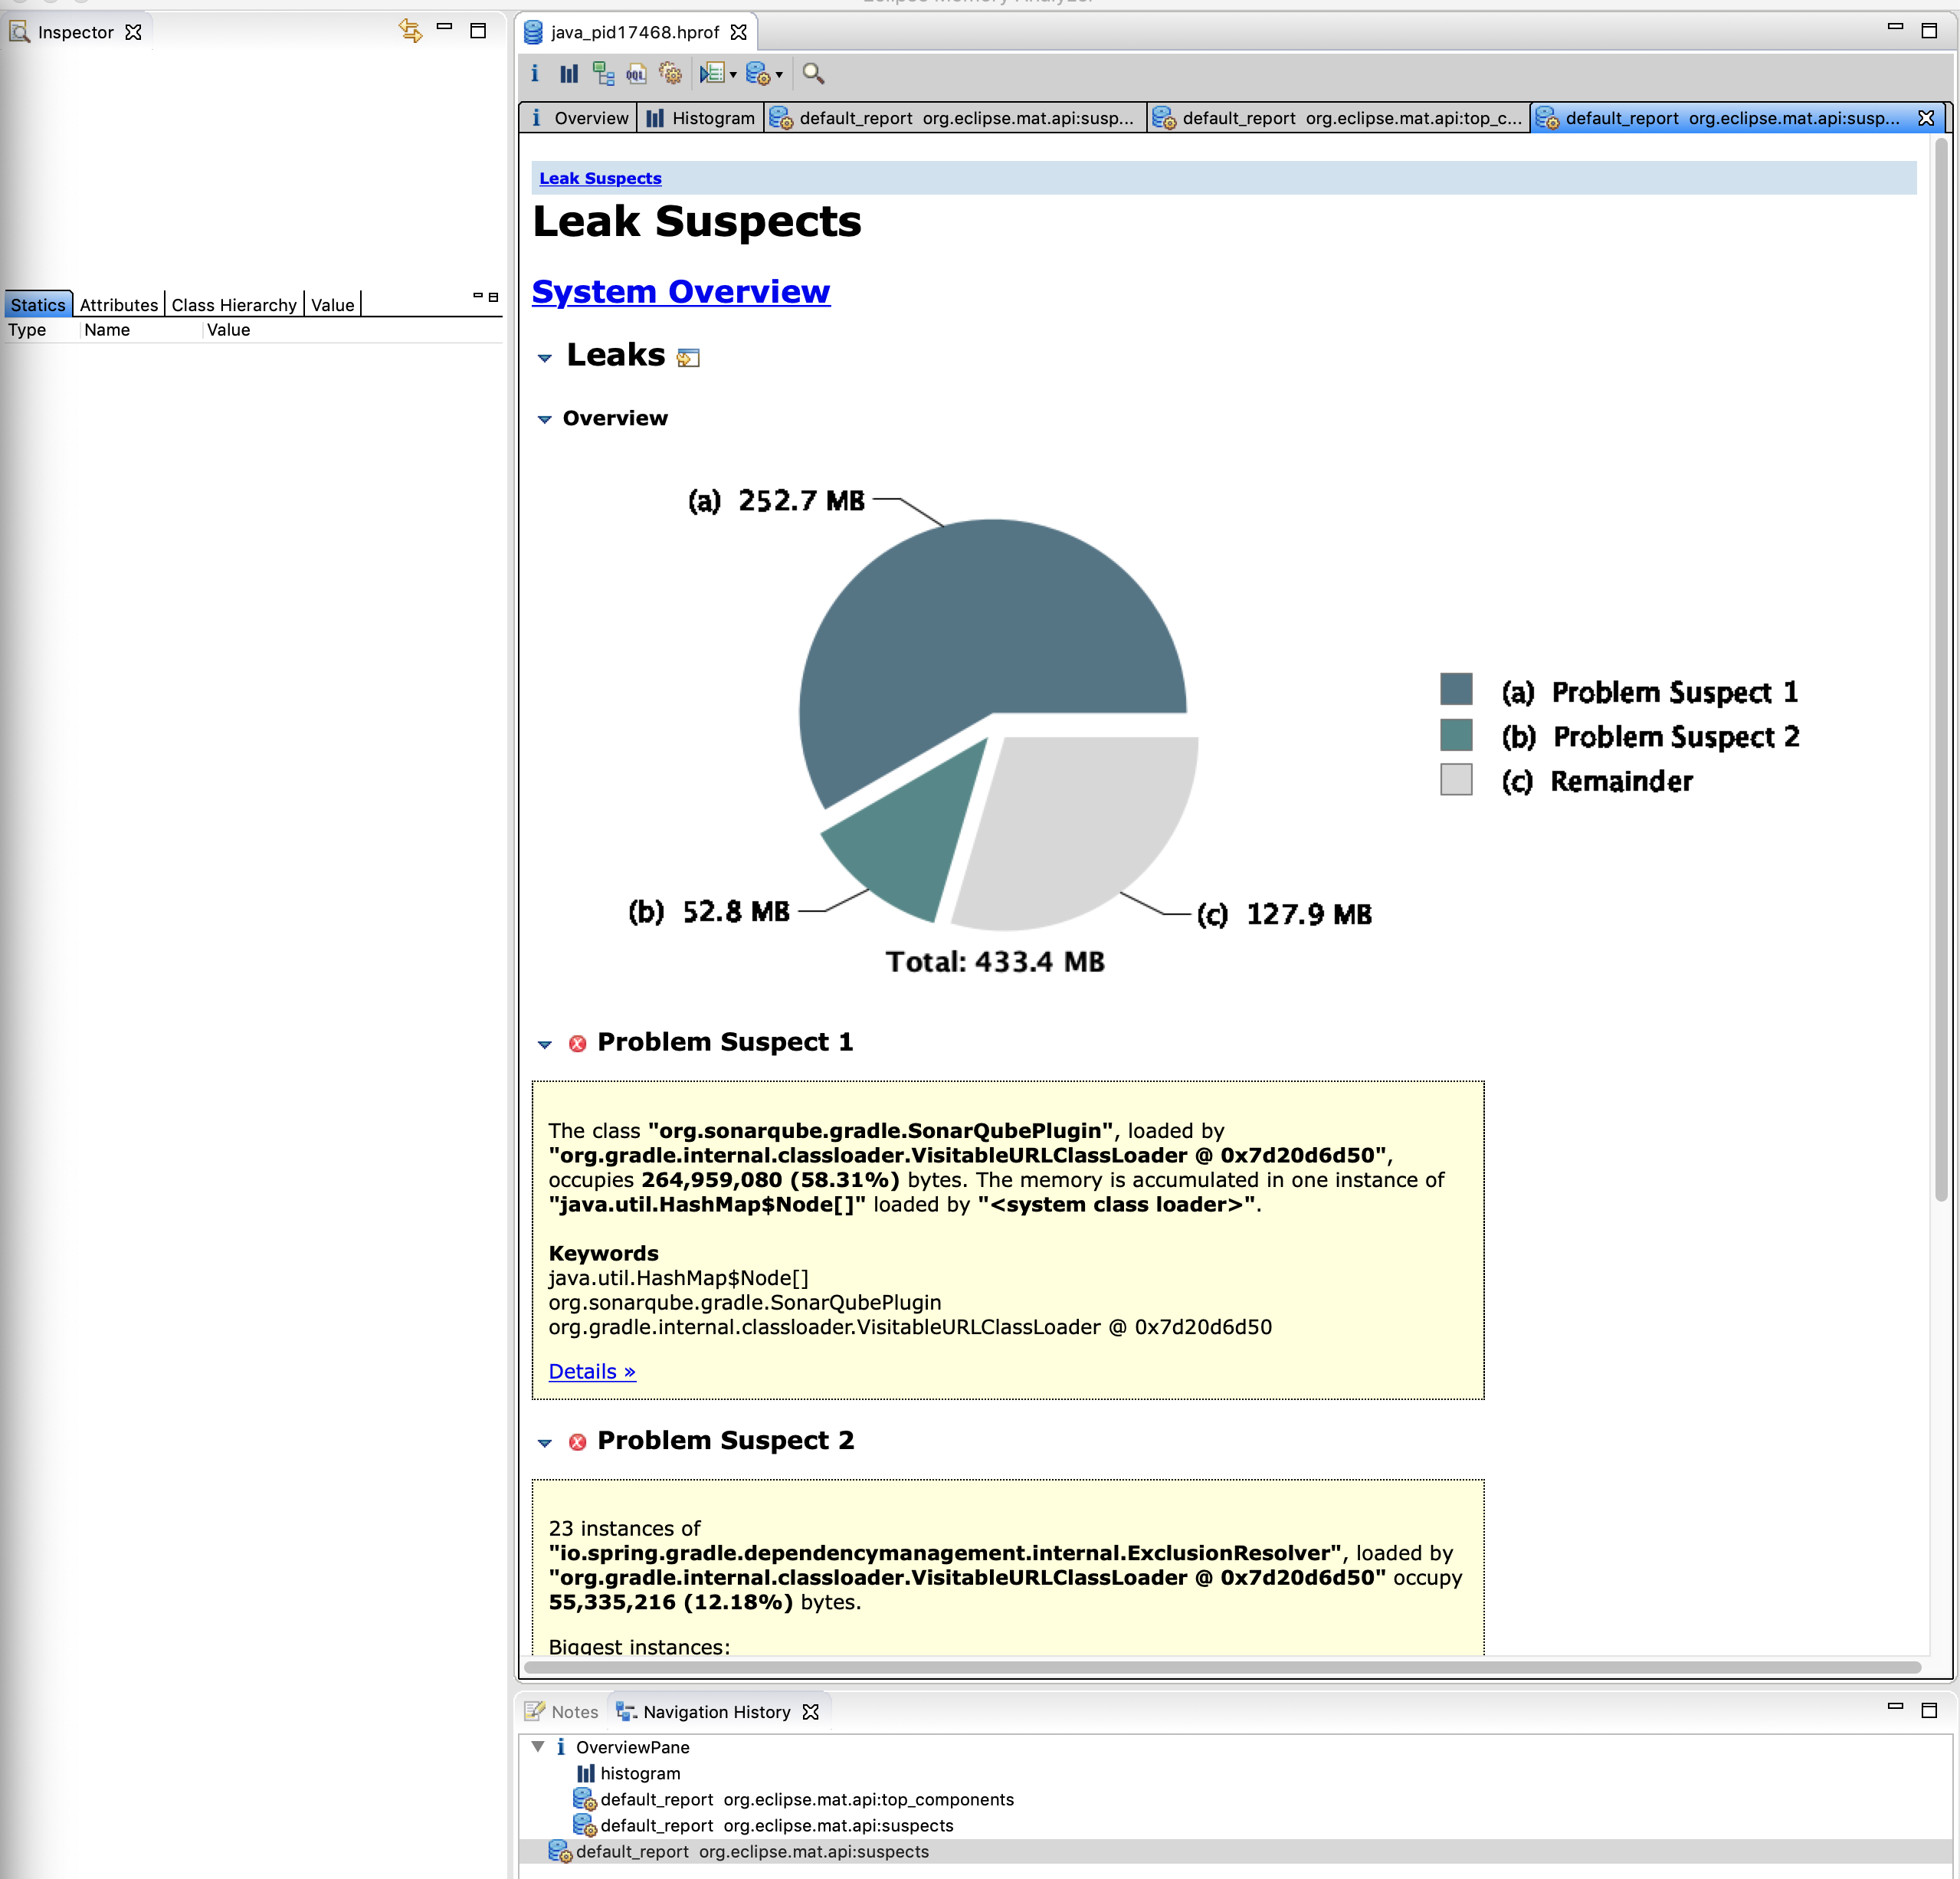 Eclipse Memory Analyzer
Inspector
Statics Attributes Class Hierarchy Value
Type Name Value
java_pid17468.hprof
OQL
Overview Histogram default_report org.eclipse.mat.api:susp... default_report org.eclipse.mat.api:top_c... default_report org.eclipse.mat.api:susp...
Leak Suspects
Leak Suspects
System Overview
Leaks
Overview
(a) 252.7 MB
(b) 52.8 MB
(c) 127.9 MB
Total: 433.4 MB
(a) Problem Suspect 1
(b) Problem Suspect 2
(c) Remainder
Problem Suspect 1
The class "org.sonarqube.gradle.SonarQubePlugin", loaded by
"org.gradle.internal.classloader.VisitableURLClassLoader @ 0x7d20d6d50",
occupies 264,959,080 (58.31%) bytes. The memory is accumulated in one instance of
"java.util.HashMap$Node[]" loaded by "<system class loader>".
Keywords
java.util.HashMap$Node[]
org.sonarqube.gradle.SonarQubePlugin
org.gradle.internal.classloader.VisitableURLClassLoader @ 0x7d20d6d50
Details »
Problem Suspect 2
23 instances of
"io.spring.gradle.dependencymanagement.internal.ExclusionResolver", loaded by
"org.gradle.internal.classloader.VisitableURLClassLoader @ 0x7d20d6d50" occupy
55,335,216 (12.18%) bytes.
Biggest instances:
Notes Navigation History
OverviewPane
histogram
default_report org.eclipse.mat.api:top_components
default_report org.eclipse.mat.api:suspects
default_report org.eclipse.mat.api:suspects